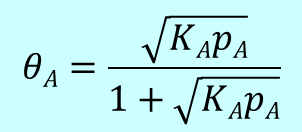 θ_A = √(K_A p_A) / (1 + √(K_A p_A))